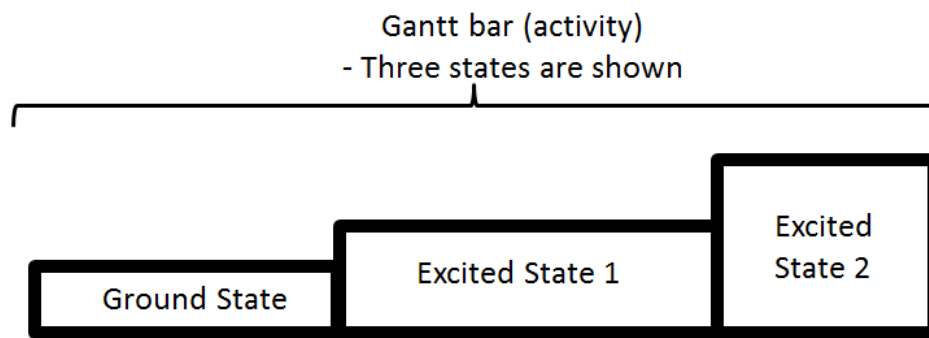 Gantt bar (activity)
- Three states are shown
Ground State
Excited State 1
Excited
State 2